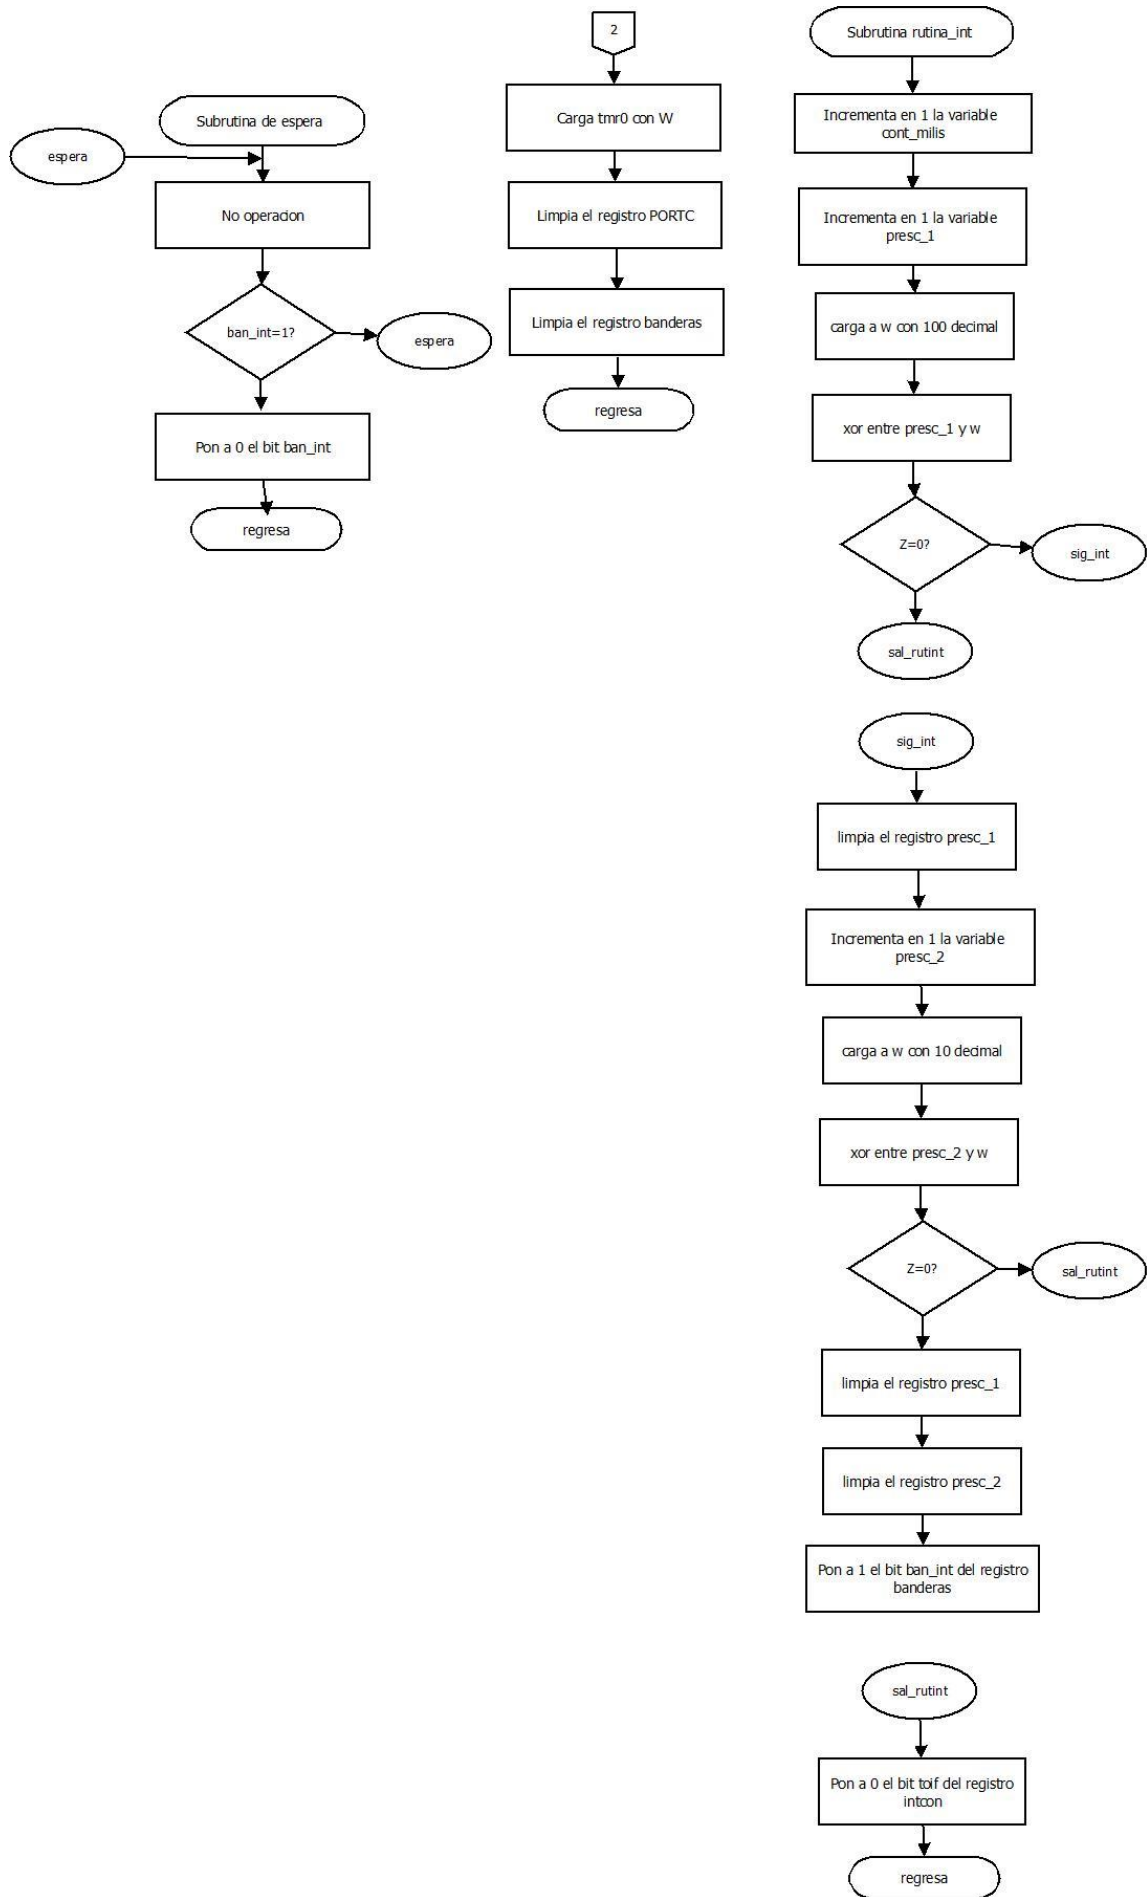 Subrutina de espera
espera
No operacion
ban_int=1?
espera
Pon a 0 el bit ban_int
regresa
2
Carga tmr0 con W
Limpia el registro PORTC
Limpia el registro banderas
regresa
Subrutina rutina_int
Incrementa en 1 la variable
cont_milis
Incrementa en 1 la variable
presc_1
carga a w con 100 decimal
xor entre presc_1 y w
Z=0?
sig_int
sal_rutint
sig_int
limpia el registro presc_1
Incrementa en 1 la variable
presc_2
carga a w con 10 decimal
xor entre presc_2 y w
Z=0?
sal_rutint
limpia el registro presc_1
limpia el registro presc_2
Pon a 1 el bit ban_int del registro
banderas
sal_rutint
Pon a 0 el bit toif del registro
intcon
regresa